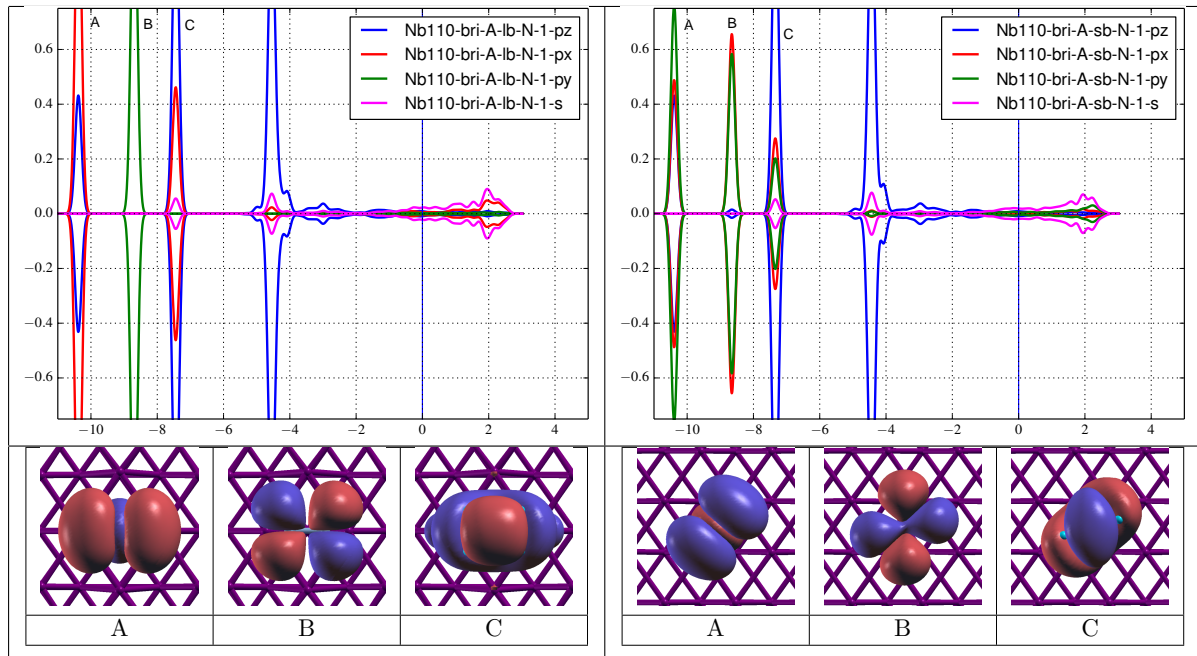 A
B
C
Nb110-bri-A-lb-N-1-pz
Nb110-bri-A-lb-N-1-px
Nb110-bri-A-lb-N-1-py
Nb110-bri-A-lb-N-1-s
0.6
0.4
0.2
0.0
−0.2
−0.4
−0.6
−10
−8
−6
−4
−2
0
2
4
A
B
C
Nb110-bri-A-sb-N-1-pz
Nb110-bri-A-sb-N-1-px
Nb110-bri-A-sb-N-1-py
Nb110-bri-A-sb-N-1-s
0.6
0.4
0.2
0.0
−0.2
−0.4
−0.6
−10
−8
−6
−4
−2
0
2
4
A
B
C
A
B
C